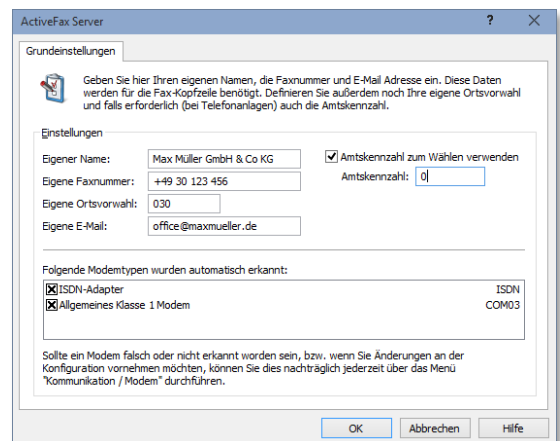 ActiveFax Server
?
Grundeinstellungen
Geben Sie hier Ihren eigenen Namen, die Faxnummer und E-Mail Adresse ein. Diese Daten
werden für die Fax-Kopfzeile benötigt. Definieren Sie außerdem noch Ihre eigene Ortsvorwahl
und falls erforderlich (bei Telefonanlagen) auch die Amtskennzahl.
Einstellungen
Eigener Name: Max Müller GmbH & Co KG
Amtskennzahl zum Wählen verwenden
Eigene Faxnummer: +49 30 123 456
Amtskennzahl: 0
Eigene Ortsvorwahl: 030
Eigene E-Mail: office@maxmueller.de
Folgende Modemtypen wurden automatisch erkannt:
ISDN-Adapter ISDN
Allgemeines Klasse 1 Modem COM03
Sollte ein Modem falsch oder nicht erkannt worden sein, bzw. wenn Sie Änderungen an der
Konfiguration vornehmen möchten, können Sie dies nachträglich jederzeit über das Menü
"Kommunikation / Modem" durchführen.
OK Abbrechen Hilfe